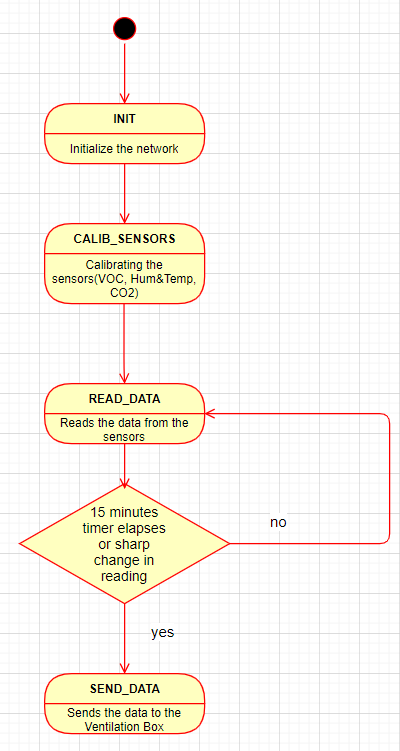 INIT
Initialize the network
CALIB_SENSORS
Calibrating the
sensors(VOC, Hum&Temp,
CO2)
READ_DATA
Reads the data from the
sensors
15 minutes
timer elapses
or sharp
change in
reading
no
yes
SEND_DATA
Sends the data to the
Ventilation Box